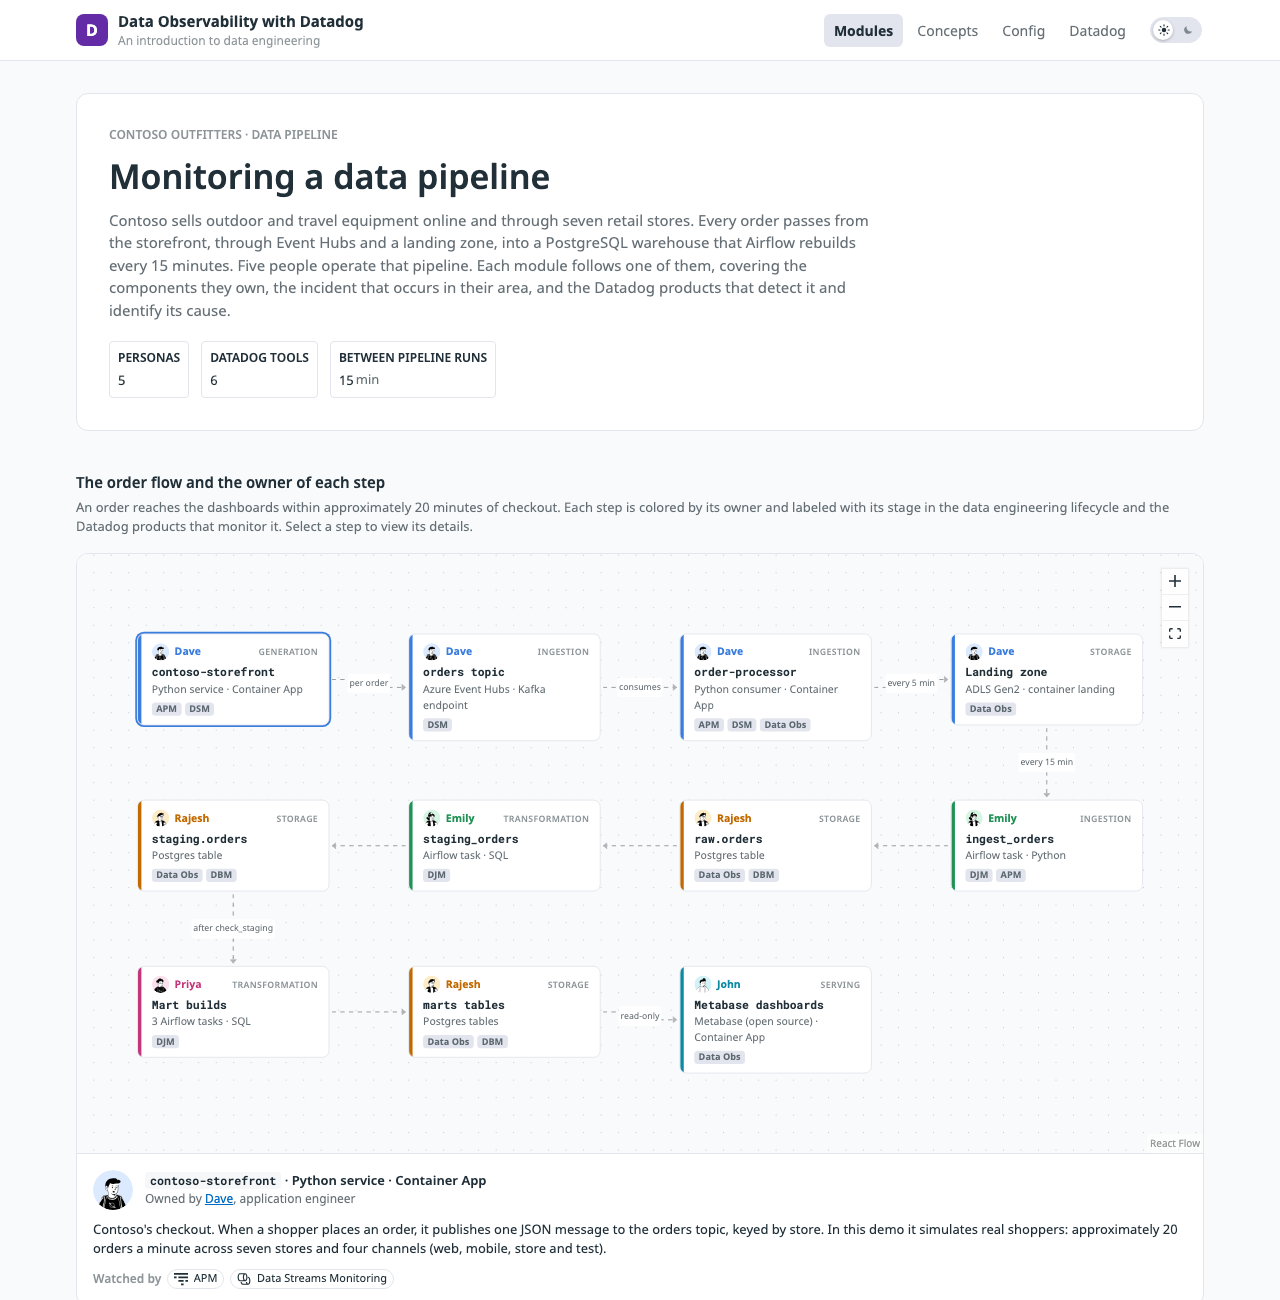 D
Data Observability with Datadog
An introduction to data engineering
Modules
Concepts
Config
Datadog
CONTOSO OUTFITTERS · DATA PIPELINE
Monitoring a data pipeline
Contoso sells outdoor and travel equipment online and through seven retail stores. Every order passes from
the storefront, through Event Hubs and a landing zone, into a PostgreSQL warehouse that Airflow rebuilds
every 15 minutes. Five people operate that pipeline. Each module follows one of them, covering the
components they own, the incident that occurs in their area, and the Datadog products that detect it and
identify its cause.
PERSONAS
5
DATADOG TOOLS
6
BETWEEN PIPELINE RUNS
15 min
The order flow and the owner of each step
An order reaches the dashboards within approximately 20 minutes of checkout. Each step is colored by its owner and labeled with its stage in the data engineering lifecycle and the
Datadog products that monitor it. Select a step to view its details.
Dave GENERATION
contoso-storefront
Python service · Container App
APM DSM
per order
Dave INGESTION
orders topic
Azure Event Hubs · Kafka
endpoint
DSM
consumes
Dave INGESTION
order-processor
Python consumer · Container
App
APM DSM Data Obs
every 5 min
Dave STORAGE
Landing zone
ADLS Gen2 · container landing
Data Obs
every 15 min
Rajesh STORAGE
staging.orders
Postgres table
Data Obs DBM
Emily TRANSFORMATION
staging_orders
Airflow task · SQL
DJM
Rajesh STORAGE
raw.orders
Postgres table
Data Obs DBM
Emily INGESTION
ingest_orders
Airflow task · Python
DJM APM
after check_staging
Priya TRANSFORMATION
Mart builds
3 Airflow tasks · SQL
DJM
Rajesh STORAGE
marts tables
Postgres tables
Data Obs DBM
read-only
John SERVING
Metabase dashboards
Metabase (open source) ·
Container App
Data Obs
React Flow
contoso-storefront · Python service · Container App
Owned by Dave, application engineer
Contoso's checkout. When a shopper places an order, it publishes one JSON message to the orders topic, keyed by store. In this demo it simulates real shoppers: approximately 20
orders a minute across seven stores and four channels (web, mobile, store and test).
Watched by APM Data Streams Monitoring